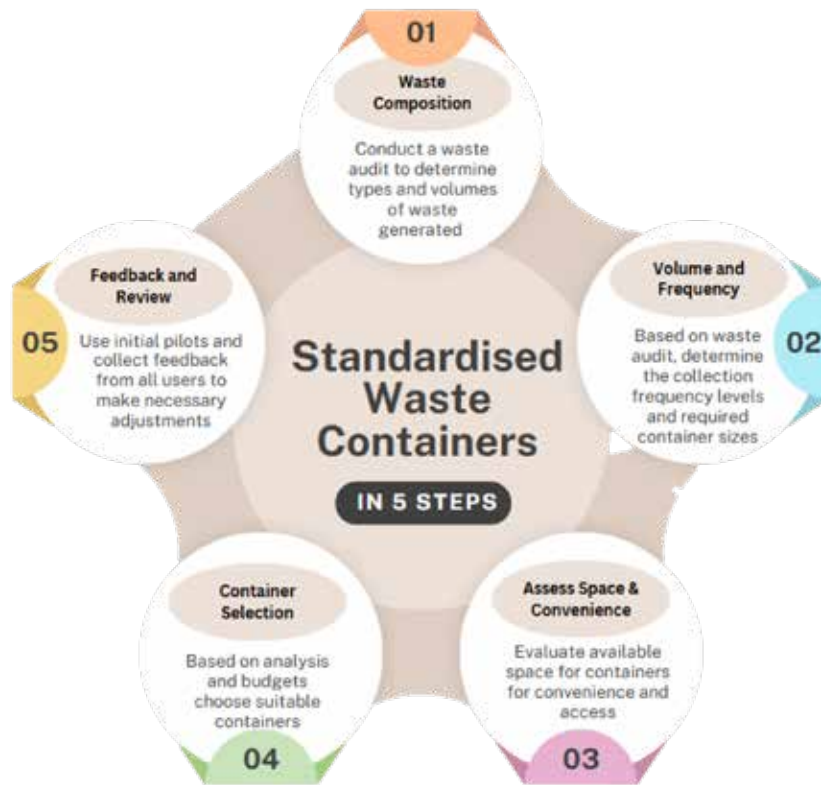 Standardised
Waste
Containers
IN 5 STEPS
01
Waste
Composition
Conduct a waste
audit to determine
types and volumes
of waste
generated
02
Volume and
Frequency
Based on waste
audit, determine
the collection
frequency levels
and required
container sizes
03
Assess Space &
Convenience
Evaluate available
space for containers
for convenience and
access
04
Container
Selection
Based on analysis
and budgets
choose suitable
containers
05
Feedback and
Review
Use initial pilots and
collect feedback
from all users to
make necessary
adjustments